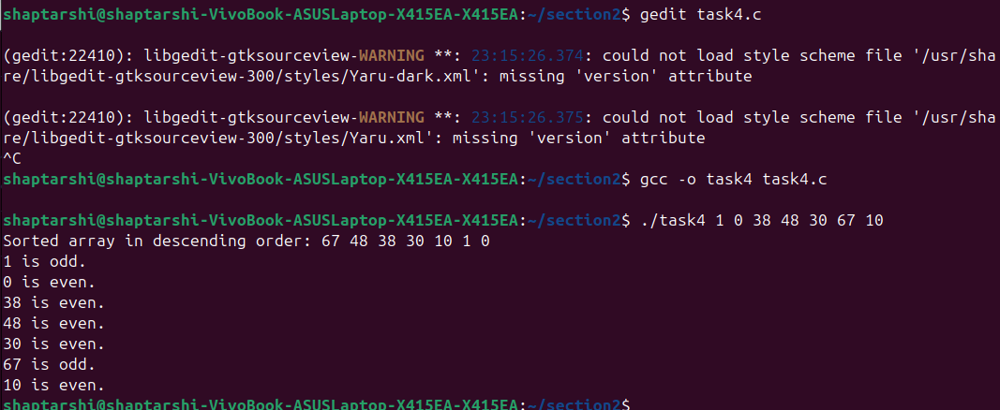 shaptarshi@shaptarshi-VivoBook-ASUSLaptop-X415EA-X415EA:~/section2$ gedit task4.c
(gedit:22410): libgedit-gtksourceview-WARNING **: 23:15:26.374: could not load style scheme file '/usr/sha
re/libgedit-gtksourceview-300/styles/Yaru-dark.xml': missing 'version' attribute
(gedit:22410): libgedit-gtksourceview-WARNING **: 23:15:26.375: could not load style scheme file '/usr/sha
re/libgedit-gtksourceview-300/styles/Yaru.xml': missing 'version' attribute
^C
shaptarshi@shaptarshi-VivoBook-ASUSLaptop-X415EA-X415EA:~/section2$ gcc -o task4 task4.c
shaptarshi@shaptarshi-VivoBook-ASUSLaptop-X415EA-X415EA:~/section2$ ./task4 1 0 38 48 30 67 10
Sorted array in descending order: 67 48 38 30 10 1 0
1 is odd.
0 is even.
38 is even.
48 is even.
30 is even.
67 is odd.
10 is even.
shaptarshi@shaptarshi-VivoBook-ASUSLaptop-X415EA-X415EA:~/section2$